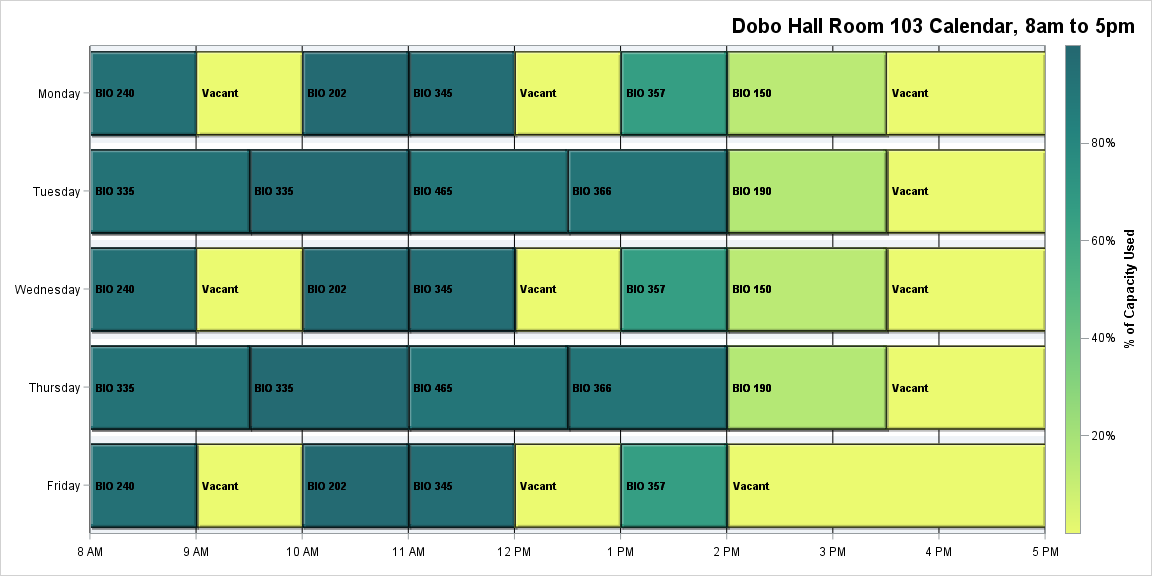 Dobo Hall Room 103 Calendar, 8am to 5pm
Monday
BIO 240
Vacant
BIO 202
BIO 345
Vacant
BIO 357
BIO 150
Vacant
Tuesday
BIO 335
BIO 335
BIO 465
BIO 366
BIO 190
Vacant
Wednesday
BIO 240
Vacant
BIO 202
BIO 345
Vacant
BIO 357
BIO 150
Vacant
Thursday
BIO 335
BIO 335
BIO 465
BIO 366
BIO 190
Vacant
Friday
BIO 240
Vacant
BIO 202
BIO 345
Vacant
BIO 357
Vacant
8 AM
9 AM
10 AM
11 AM
12 PM
1 PM
2 PM
3 PM
4 PM
5 PM
80%
60%
40%
20%
% of Capacity Used